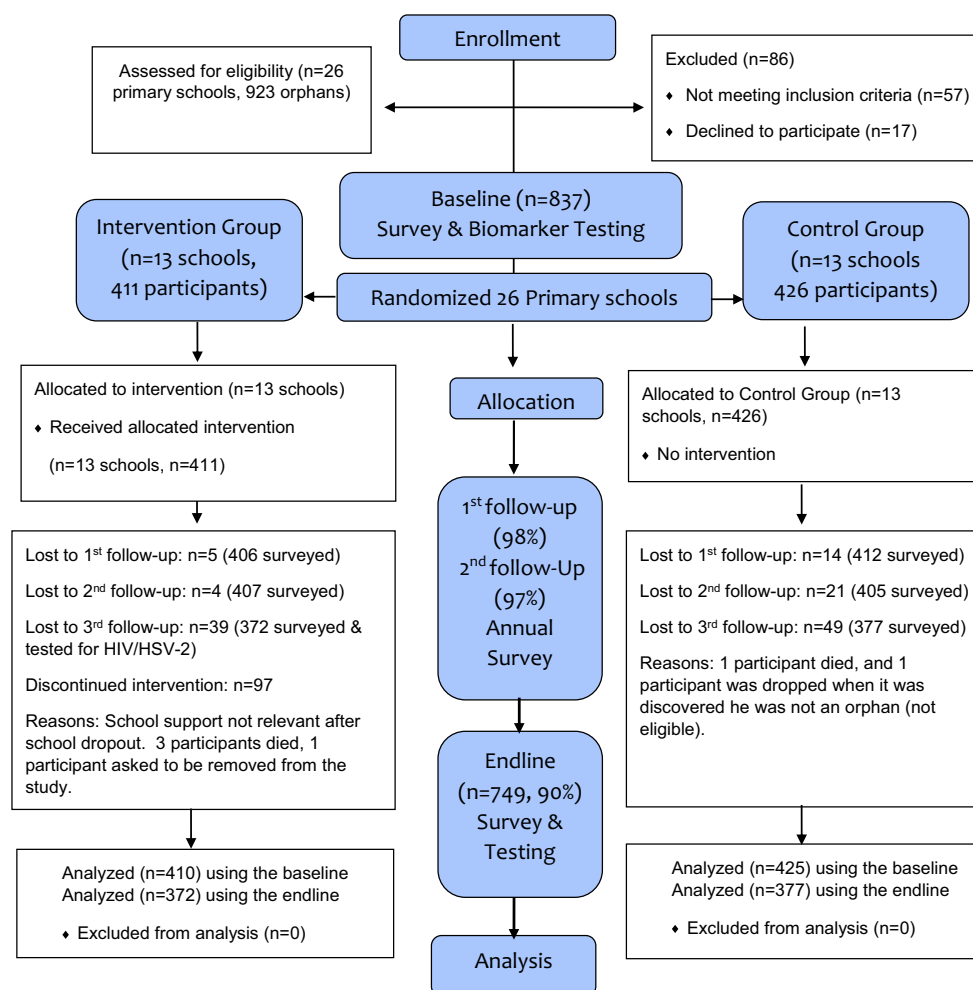 Enrollment
Assessed for eligibility (n=26
primary schools, 923 orphans)
Excluded (n=86)
♦ Not meeting inclusion criteria (n=57)
♦ Declined to participate (n=17)
Baseline (n=837)
Survey & Biomarker Testing
Intervention Group
(n=13 schools,
411 participants)
Control Group
(n=13 schools
426 participants)
Randomized 26 Primary schools
Allocated to intervention (n=13 schools)
♦ Received allocated intervention
(n=13 schools, n=411)
Allocation
Allocated to Control Group (n=13
schools, n=426)
♦ No intervention
1st follow-up
(98%)
2nd follow-Up
(97%)
Annual
Survey
Lost to 1st follow-up: n=5 (406 surveyed)
Lost to 2nd follow-up: n=4 (407 surveyed)
Lost to 3rd follow-up: n=39 (372 surveyed &
tested for HIV/HSV-2)
Discontinued intervention: n=97
Reasons: School support not relevant after
school dropout. 3 participants died, 1
participant asked to be removed from the
study.
Lost to 1st follow-up: n=14 (412 surveyed)
Lost to 2nd follow-up: n=21 (405 surveyed)
Lost to 3rd follow-up: n=49 (377 surveyed)
Reasons: 1 participant died, and 1
participant was dropped when it was
discovered he was not an orphan (not
eligible).
Endline
(n=749, 90%)
Survey &
Testing
Analyzed (n=410) using the baseline
Analyzed (n=372) using the endline
♦ Excluded from analysis (n=0)
Analyzed (n=425) using the baseline
Analyzed (n=377) using the endline
♦ Excluded from analysis (n=0)
Analysis